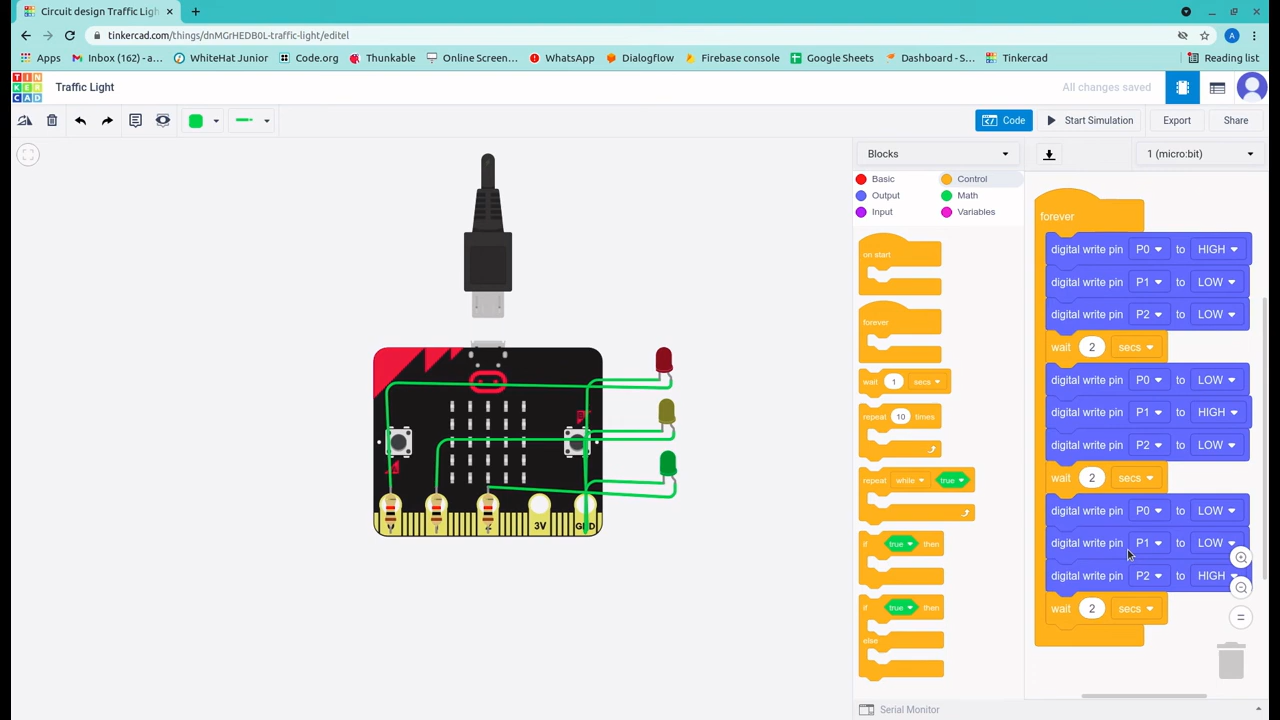 Circuit design Traffic Ligh
tinkercad.com/things/dnMGrHEDB0L-traffic-light/editel
A
Apps Inbox (162) - a... WhiteHat Junior Code.org Thunkable Online Screen... WhatsApp Dialogflow Firebase console Google Sheets Dashboard - S... Tinkercad Reading list
TIN
KER
CAD
Traffic Light
All changes saved
Code Start Simulation Export Share
Blocks
1 (micro:bit)
Basic Control
Output Math
Input Variables
on start
forever
wait 1 secs
repeat 10 times
repeat while true
if true then
if true then
else
forever
digital write pin P0 to HIGH
digital write pin P1 to LOW
digital write pin P2 to LOW
wait 2 secs
digital write pin P0 to LOW
digital write pin P1 to HIGH
digital write pin P2 to LOW
wait 2 secs
digital write pin P0 to LOW
digital write pin P1 to LOW
digital write pin P2 to HIGH
wait 2 secs
3V GND
Serial Monitor